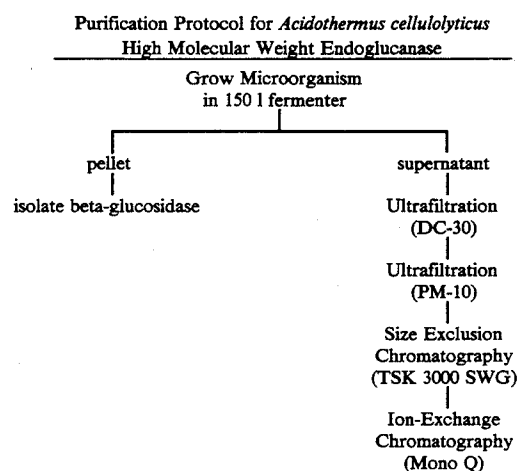 Purification Protocol for Acidothermus cellulolyticus
High Molecular Weight Endoglucanase
Grow Microorganism
in 150 l fermenter
pellet
supernatant
isolate beta-glucosidase
Ultrafiltration
(DC-30)
Ultrafiltration
(PM-10)
Size Exclusion
Chromatography
(TSK 3000 SWG)
Ion-Exchange
Chromatography
(Mono Q)